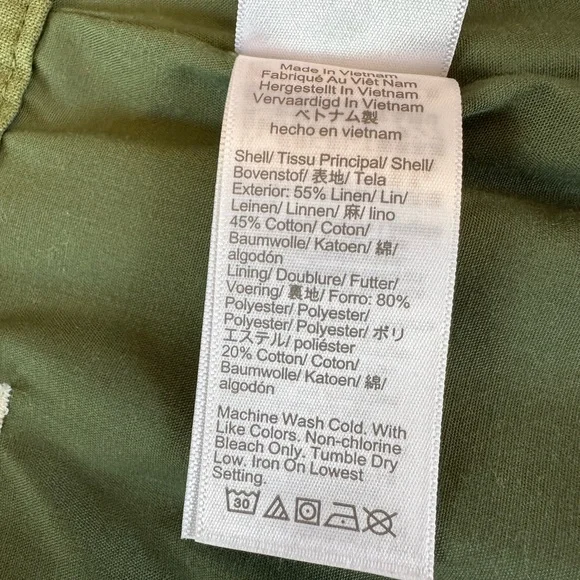 Made In Vietnam
Fabriqué Au Viêt Nam
Hergestellt In Vietnam
Vervaardigd In Vietnam
ベトナム製
hecho en vietnam
Shell/ Tissu Principal/ Shell/
Bovenstof/ 表地/ Tela
Exterior: 55% Linen/ Lin/
Leinen/ Linnen/ 麻/ lino
45% Cotton/ Coton/
Baumwolle/ Katoen/ 綿/
algodón
Lining/ Doublure/ Futter/
Voering/ 裏地/ Forro: 80%
Polyester/ Polyester/
Polyester/ Polyester/ ポリ
エステル/ poliéster
20% Cotton/ Coton/
Baumwolle/ Katoen/ 綿/
algodón
Machine Wash Cold. With
Like Colors. Non-chlorine
Bleach Only. Tumble Dry
Low. Iron On Lowest
Setting.
30